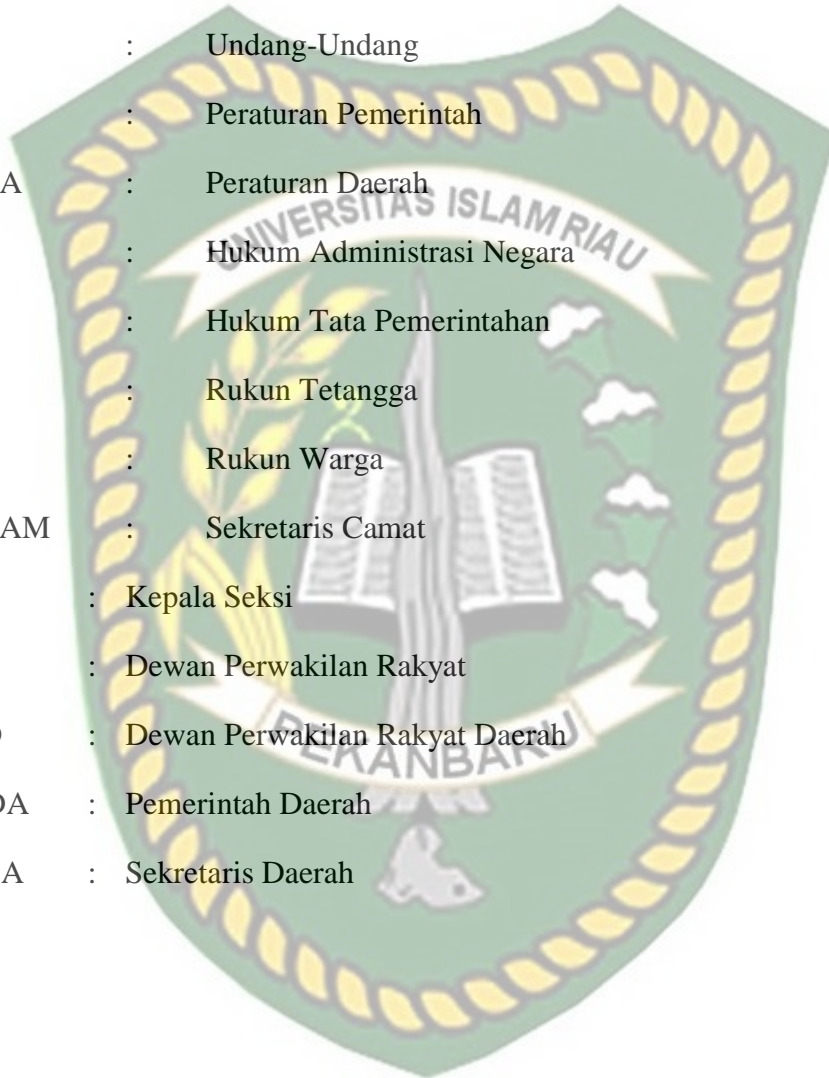 : Undang-Undang
: Peraturan Pemerintah
A : Peraturan Daerah
UNIVERSITAS ISLAM RIAU
: Hukum Administrasi Negara
: Hukum Tata Pemerintahan
: Rukun Tetangga
: Rukun Warga
AM : Sekretaris Camat
: Kepala Seksi
: Dewan Perwakilan Rakyat
: Dewan Perwakilan Rakyat Daerah
PEKANBARU
DA : Pemerintah Daerah
A : Sekretaris Daerah